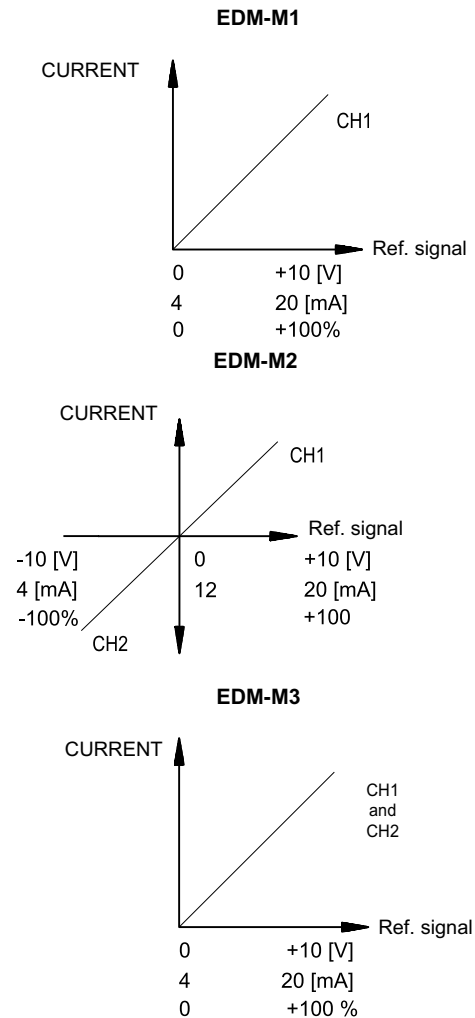 EDM-M1
CURRENT
CH1
Ref. signal
0 +10 [V]
4 20 [mA]
0 +100%
EDM-M2
CURRENT
CH1
Ref. signal
-10 [V] 0 +10 [V]
4 [mA] 12 20 [mA]
-100% +100
CH2
EDM-M3
CURRENT
CH1
and
CH2
Ref. signal
0 +10 [V]
4 20 [mA]
0 +100 %